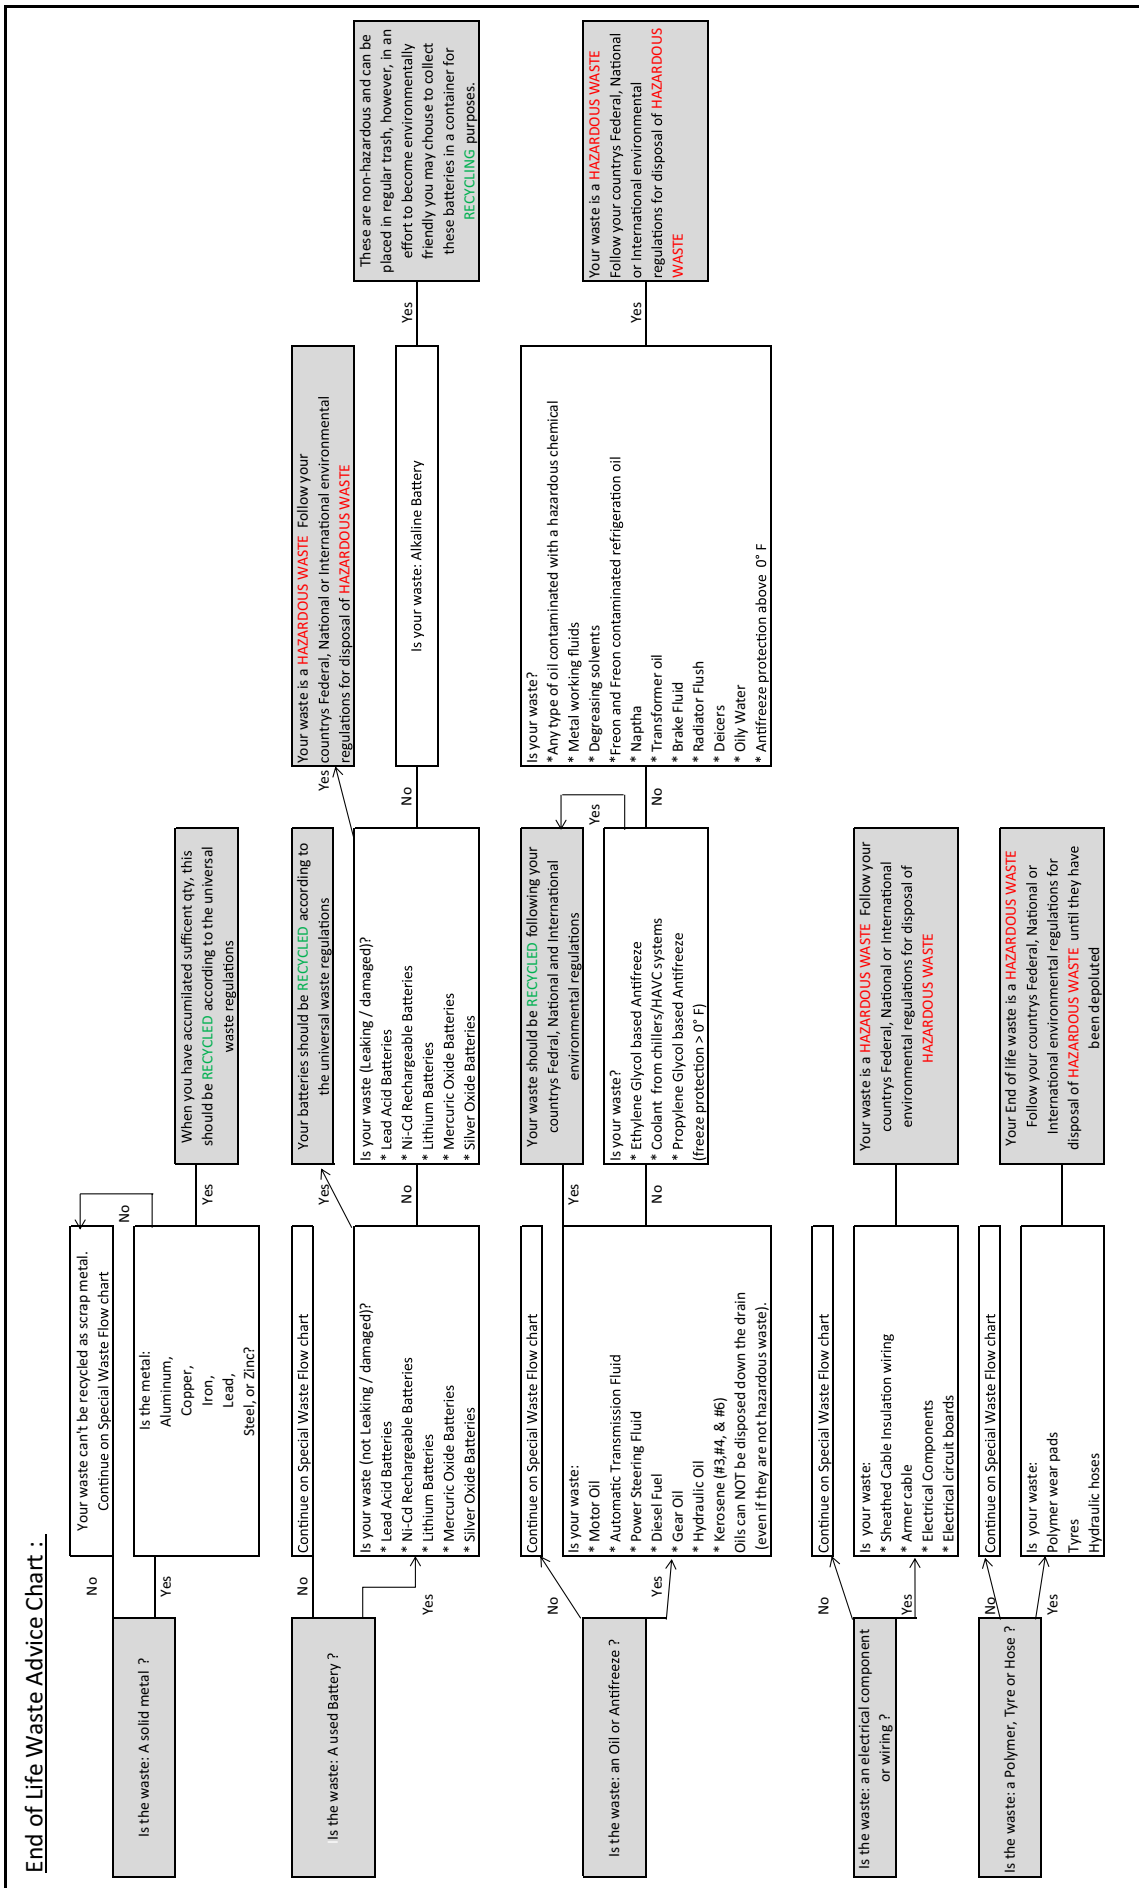 End of Life Waste Advice Chart :
Is the waste: A solid metal ?
No
Yes
Your waste can't be recycled as scrap metal.
Continue on Special Waste Flow chart
Is the metal:
Aluminum,
Copper,
Iron,
Lead,
Steel, or Zinc?
No
Yes
When you have accumilated sufficent qty, this
should be RECYCLED according to the universal
waste regulations
Is the waste: A used Battery ?
No
Yes
Continue on Special Waste Flow chart
Is your waste (not Leaking / damaged)?
* Lead Acid Batteries
* Ni-Cd Rechargeable Batteries
* Lithium Batteries
* Mercuric Oxide Batteries
* Silver Oxide Batteries
Yes
No
Your batteries should be RECYCLED according to
the universal waste regulations
Is your waste (Leaking / damaged)?
* Lead Acid Batteries
* Ni-Cd Rechargeable Batteries
* Lithium Batteries
* Mercuric Oxide Batteries
* Silver Oxide Batteries
Yes
No
Your waste is a HAZARDOUS WASTE Follow your
countrys Federal, National or International environmental
regulations for disposal of HAZARDOUS WASTE
Is your waste: Alkaline Battery
Yes
These are non-hazardous and can be
placed in regular trash, however, in an
effort to become environmentally
friendly you may chouse to collect
these batteries in a container for
RECYCLING purposes.
Is the waste: an Oil or Antifreeze ?
No
Yes
Continue on Special Waste Flow chart
Is your waste:
* Motor Oil
* Automatic Transmission Fluid
* Power Steering Fluid
* Diesel Fuel
* Gear Oil
* Hydraulic Oil
* Kerosene (#3,#4, & #6)
Oils can NOT be disposed down the drain
(even if they are not hazardous waste).
Yes
No
Your waste should be RECYCLED following your
countrys Fedral, National and International
environmental regulations
Is your waste?
* Ethylene Glycol based Antifreeze
* Coolant from chillers/HAVC systems
* Propylene Glycol based Antifreeze
(freeze protection > 0° F)
Yes
No
Is your waste?
*Any type of oil contaminated with a hazardous chemical
* Metal working fluids
* Degreasing solvents
*Freon and Freon contaminated refrigeration oil
* Naptha
* Transformer oil
* Brake Fluid
* Radiator Flush
* Deicers
* Oily Water
* Antifreeze protection above 0° F
Yes
Your waste is a HAZARDOUS WASTE
Follow your countrys Federal, National
or International environmental
regulations for disposal of HAZARDOUS
WASTE
Is the waste: an electrical component
or wiring ?
No
Yes
Continue on Special Waste Flow chart
Is your waste:
* Sheathed Cable Insulation wiring
* Armer cable
* Electrical Components
* Electrical circuit boards
Your waste is a HAZARDOUS WASTE Follow your
countrys Federal, National or International
environmental regulations for disposal of
HAZARDOUS WASTE
Is the waste: a Polymer, Tyre or Hose ?
No
Yes
Continue on Special Waste Flow chart
Is your waste:
Polymer wear pads
Tyres
Hydraulic hoses
Your End of life waste is a HAZARDOUS WASTE
Follow your countrys Federal, National or
International environmental regulations for
disposal of HAZARDOUS WASTE until they have
been depoluted